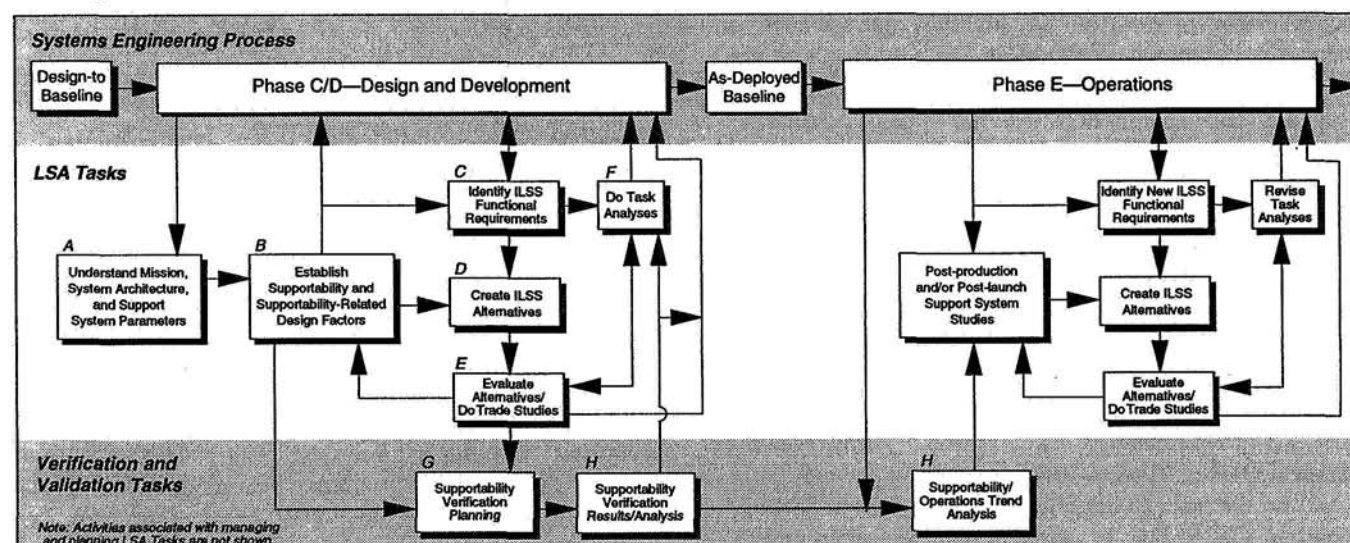 Systems Engineering Process
Design-to
Baseline
Phase C/D—Design and Development
As-Deployed
Baseline
Phase E—Operations
LSA Tasks
A
Understand Mission,
System Architecture,
and Support
System Parameters
B
Establish
Supportability and
Supportability-Related
Design Factors
C
Identify ILSS
Functional
Requirements
F
Do Task
Analyses
D
Create ILSS
Alternatives
E
Evaluate
Alternatives/
Do Trade Studies
Identify New ILSS
Functional
Requirements
Revise
Task
Analyses
Post-production
and/or Post-launch
Support System
Studies
Create ILSS
Alternatives
Evaluate
Alternatives/
Do Trade Studies
Verification and
Validation Tasks
G
Supportability
Verification
Planning
H
Supportability
Verification
Results/Analysis
H
Supportability/
Operations Trend
Analysis
Note: Activities associated with managing
and planning LSA Tasks are not shown